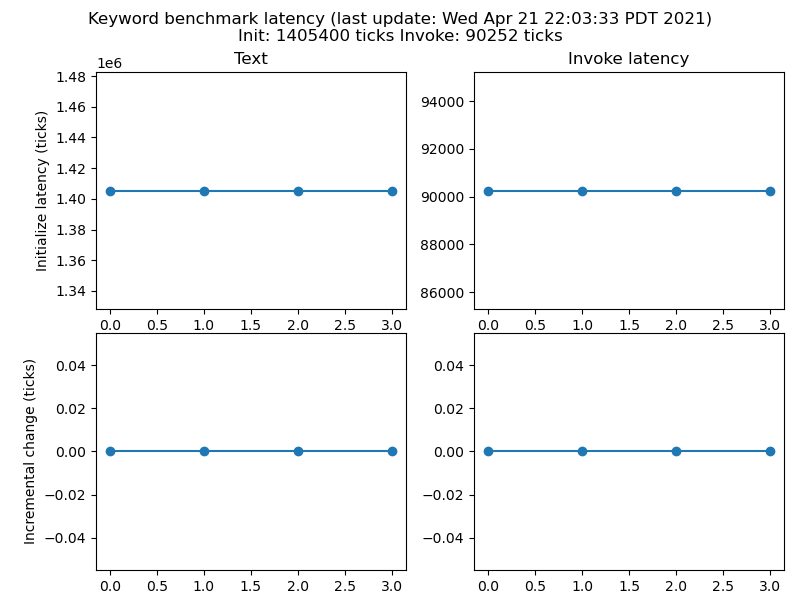 Keyword benchmark latency (last update: Wed Apr 21 22:03:33 PDT 2021)
Init: 1405400 ticks Invoke: 90252 ticks
Text
1e6
Initialize latency (ticks)
1.48
1.46
1.44
1.42
1.40
1.38
1.36
1.34
0.0 0.5 1.0 1.5 2.0 2.5 3.0
Invoke latency
94000
92000
90000
88000
86000
0.0 0.5 1.0 1.5 2.0 2.5 3.0
Incremental change (ticks)
0.04
0.02
0.00
−0.02
−0.04
0.0 0.5 1.0 1.5 2.0 2.5 3.0
0.04
0.02
0.00
−0.02
−0.04
0.0 0.5 1.0 1.5 2.0 2.5 3.0